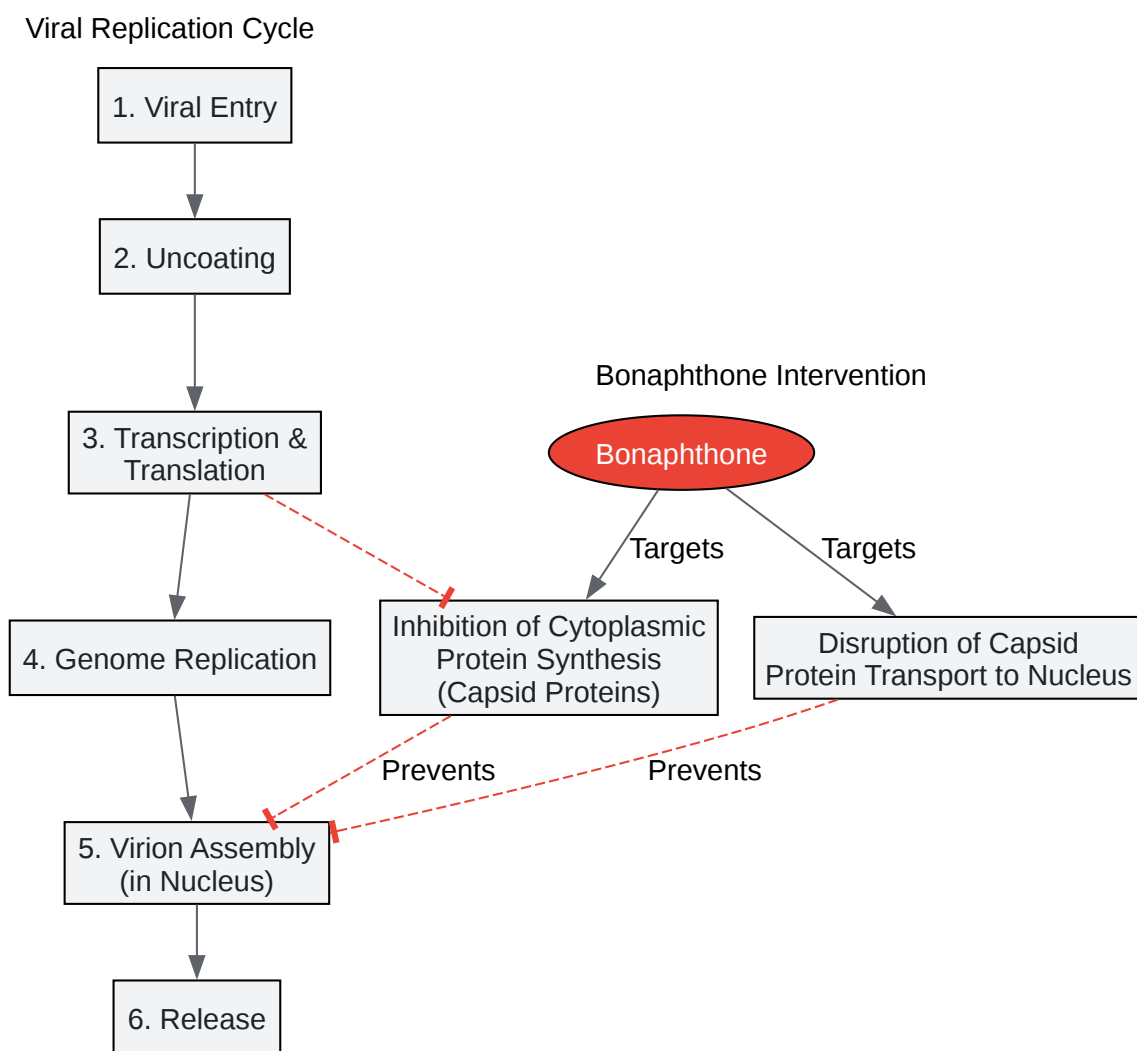 Viral Replication Cycle
1. Viral Entry
2. Uncoating
3. Transcription &
Translation
4. Genome Replication
5. Virion Assembly
(in Nucleus)
6. Release
Bonaphthone Intervention
Bonaphthone
Targets
Targets
Inhibition of Cytoplasmic
Protein Synthesis
(Capsid Proteins)
Disruption of Capsid
Protein Transport to Nucleus
Prevents
Prevents